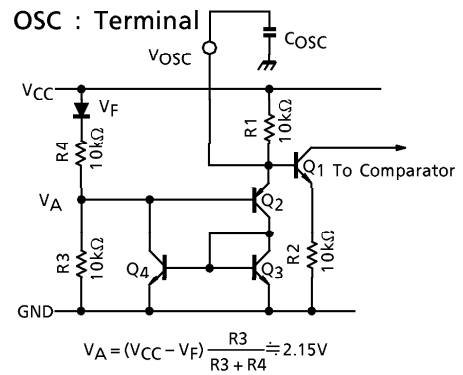 OSC : Terminal
VOSC
COSC
VCC
VF
R4
10kΩ
R1
10kΩ
Q1 To Comparator
VA
Q2
R3
10kΩ
Q4
Q3
R2
10kΩ
GND
VA = (VCC – VF) R3 / R3 + R4 ≒ 2.15V